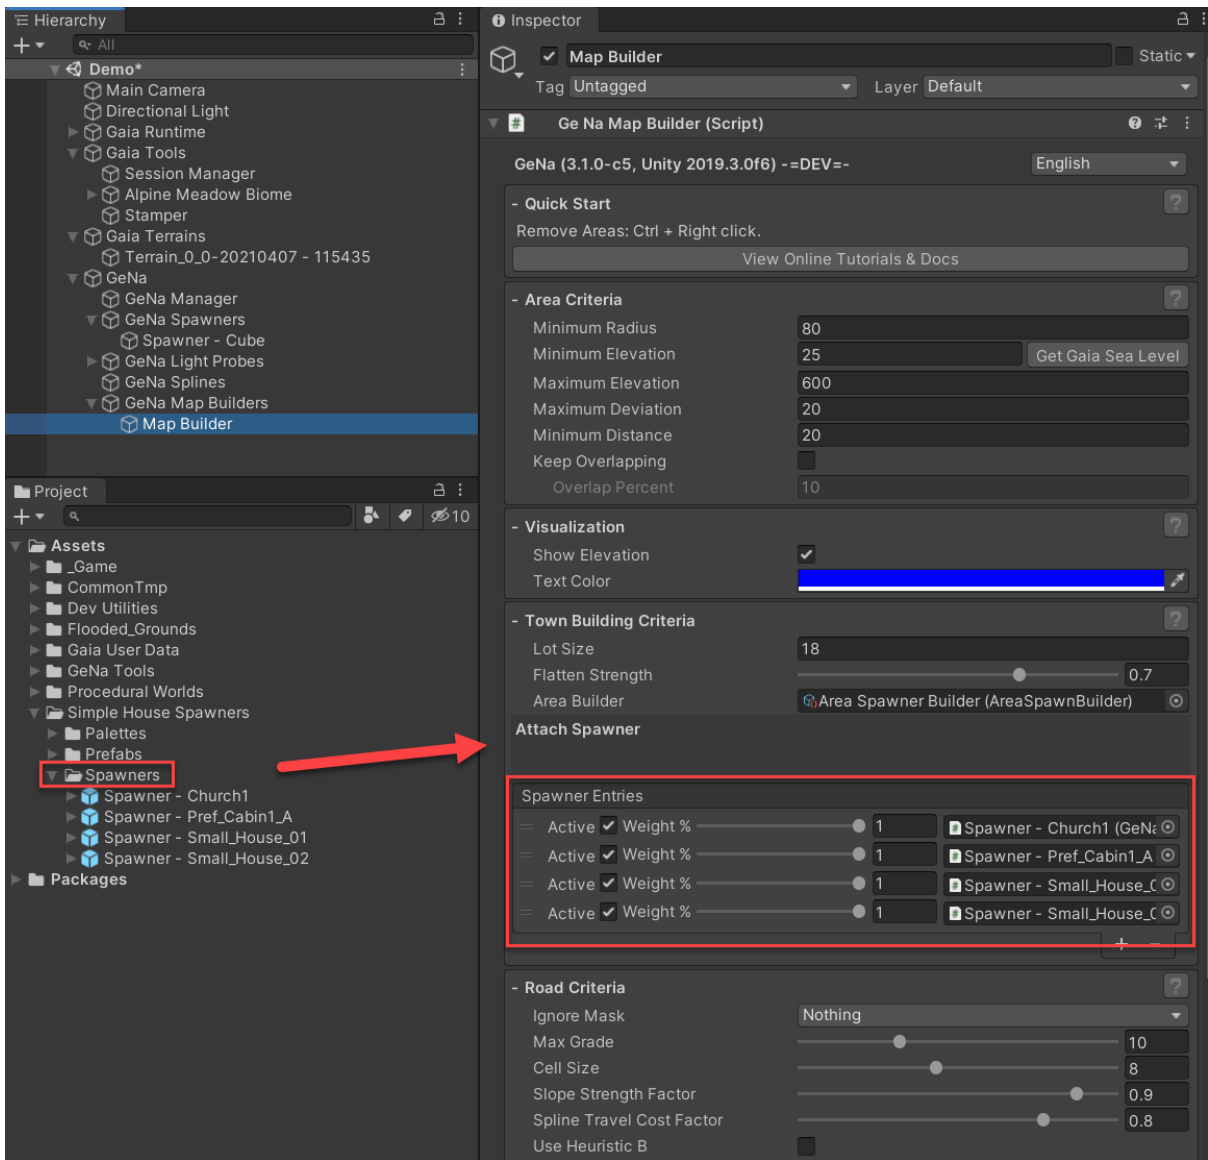 Hierarchy
All
Demo*
Main Camera
Directional Light
Gaia Runtime
Gaia Tools
Session Manager
Alpine Meadow Biome
Stamper
Gaia Terrains
Terrain_0_0-20210407 - 115435
GeNa
GeNa Manager
GeNa Spawners
Spawner - Cube
GeNa Light Probes
GeNa Splines
GeNa Map Builders
Map Builder
Project
10
Assets
_Game
CommonTmp
Dev Utilities
Flooded_Grounds
Gaia User Data
GeNa Tools
Procedural Worlds
Simple House Spawners
Palettes
Prefabs
Spawners
Spawner - Church1
Spawner - Pref_Cabin1_A
Spawner - Small_House_01
Spawner - Small_House_02
Packages
Inspector
Map Builder Static
Tag Untagged Layer Default
# Ge Na Map Builder (Script)
GeNa (3.1.0-c5, Unity 2019.3.0f6) -=DEV=- English
- Quick Start ?
Remove Areas: Ctrl + Right click.
View Online Tutorials & Docs
- Area Criteria ?
Minimum Radius 80
Minimum Elevation 25 Get Gaia Sea Level
Maximum Elevation 600
Maximum Deviation 20
Minimum Distance 20
Keep Overlapping
Overlap Percent 10
- Visualization ?
Show Elevation
Text Color
- Town Building Criteria ?
Lot Size 18
Flatten Strength 0.7
Area Builder Area Spawner Builder (AreaSpawnBuilder)
Attach Spawner
Spawner Entries
= Active Weight % 1 Spawner - Church1 (GeNa
= Active Weight % 1 Spawner - Pref_Cabin1_A
= Active Weight % 1 Spawner - Small_House_0
= Active Weight % 1 Spawner - Small_House_0
+ −
- Road Criteria ?
Ignore Mask Nothing
Max Grade 10
Cell Size 8
Slope Strength Factor 0.9
Spline Travel Cost Factor 0.8
Use Heuristic B